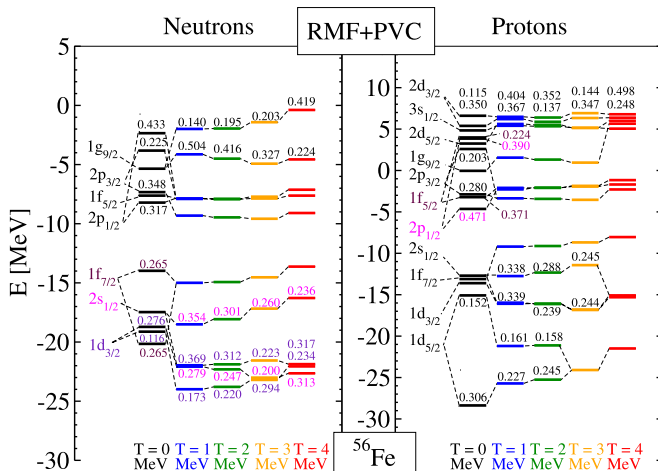 Neutrons
RMF+PVC
Protons
E [MeV]
5
0
-5
-10
-15
-20
-25
-30
1g9/2
2p3/2
1f5/2
2p1/2
1f7/2
2s1/2
1d3/2
0.433
0.225
0.348
0.317
0.265
0.276
0.116
0.265
0.140
0.504
0.354
0.369
0.279
0.173
0.195
0.416
0.301
0.312
0.247
0.220
0.203
0.327
0.260
0.223
0.200
0.294
0.419
0.224
0.236
0.317
0.234
0.313
T = 0 T = 1 T = 2 T = 3 T = 4
MeV MeV MeV MeV MeV
56Fe
10
5
0
-5
-10
-15
-20
-25
-30
2d3/2
3s1/2
2d5/2
1g9/2
2p3/2
1f5/2
2p1/2
2s1/2
1f7/2
1d3/2
1d5/2
0.115 0.404 0.352 0.144 0.498
0.350 0.367 0.137 0.347 0.248
0.224
0.390
0.203
0.280
0.471
0.371
0.152
0.306
0.338
0.339
0.161
0.227
0.288
0.239
0.158
0.245
0.245
0.244
T = 0 T = 1 T = 2 T = 3 T = 4
MeV MeV MeV MeV MeV